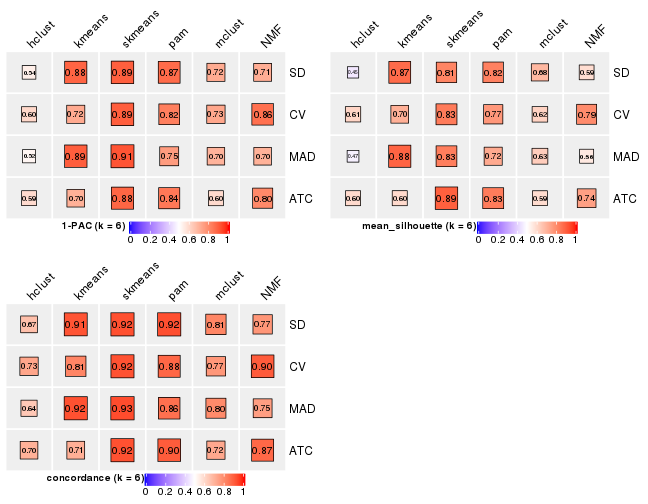 hclust kmeans skmeans pam mclust NMF
0.54 0.88 0.89 0.87 0.72 0.71 SD
0.60 0.72 0.89 0.82 0.73 0.86 CV
0.52 0.89 0.91 0.75 0.70 0.70 MAD
0.59 0.70 0.88 0.84 0.60 0.80 ATC
1-PAC (k = 6)
0 0.2 0.4 0.6 0.8 1
hclust kmeans skmeans pam mclust NMF
0.45 0.87 0.81 0.82 0.68 0.59 SD
0.61 0.70 0.83 0.77 0.62 0.79 CV
0.47 0.88 0.83 0.72 0.63 0.56 MAD
0.60 0.60 0.89 0.83 0.59 0.74 ATC
mean_silhouette (k = 6)
0 0.2 0.4 0.6 0.8 1
hclust kmeans skmeans pam mclust NMF
0.67 0.91 0.92 0.92 0.81 0.77 SD
0.73 0.81 0.92 0.88 0.77 0.90 CV
0.64 0.92 0.93 0.86 0.80 0.75 MAD
0.70 0.71 0.92 0.90 0.72 0.87 ATC
concordance (k = 6)
0 0.2 0.4 0.6 0.8 1